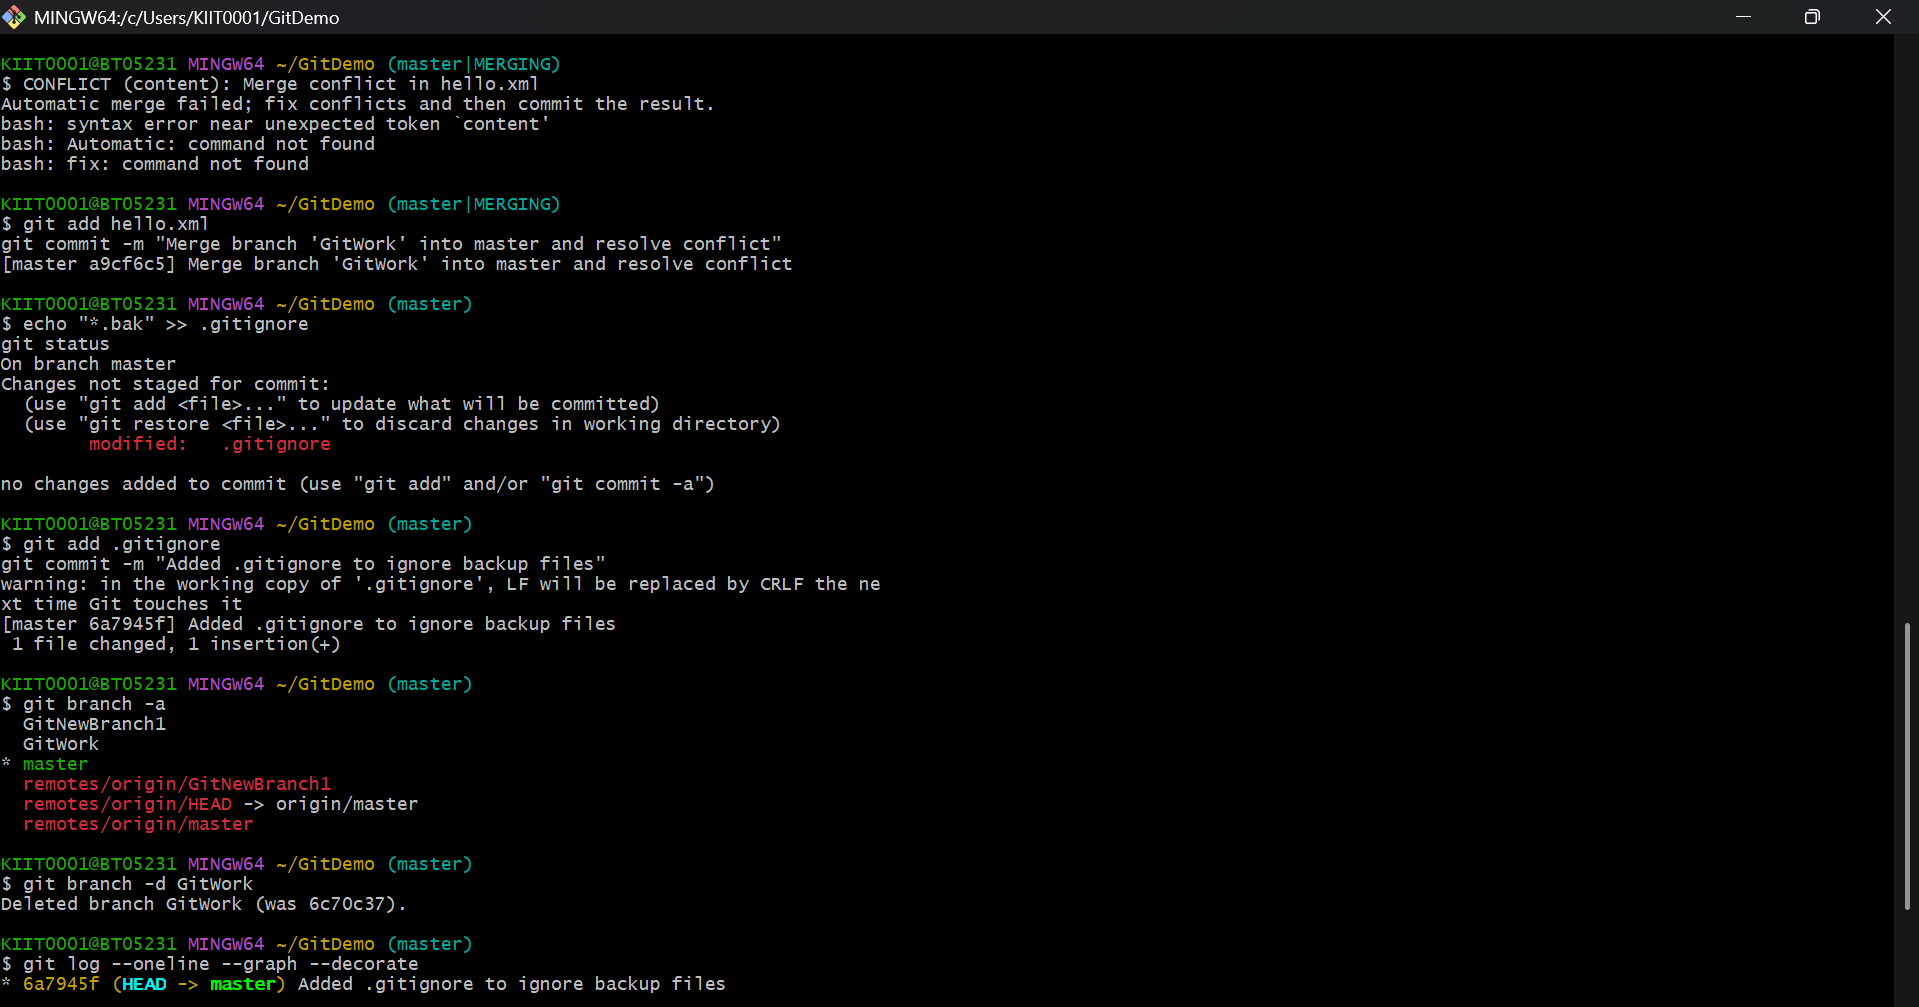 MINGW64:/c/Users/KIIT0001/GitDemo
KIIT0001@BT05231 MINGW64 ~/GitDemo (master|MERGING)
$ CONFLICT (content): Merge conflict in hello.xml
Automatic merge failed; fix conflicts and then commit the result.
bash: syntax error near unexpected token `content'
bash: Automatic: command not found
bash: fix: command not found
KIIT0001@BT05231 MINGW64 ~/GitDemo (master|MERGING)
$ git add hello.xml
git commit -m "Merge branch 'GitWork' into master and resolve conflict"
[master a9cf6c5] Merge branch 'GitWork' into master and resolve conflict
KIIT0001@BT05231 MINGW64 ~/GitDemo (master)
$ echo "*.bak" >> .gitignore
git status
On branch master
Changes not staged for commit:
  (use "git add <file>..." to update what will be committed)
  (use "git restore <file>..." to discard changes in working directory)
        modified:   .gitignore
no changes added to commit (use "git add" and/or "git commit -a")
KIIT0001@BT05231 MINGW64 ~/GitDemo (master)
$ git add .gitignore
git commit -m "Added .gitignore to ignore backup files"
warning: in the working copy of '.gitignore', LF will be replaced by CRLF the ne
xt time Git touches it
[master 6a7945f] Added .gitignore to ignore backup files
 1 file changed, 1 insertion(+)
KIIT0001@BT05231 MINGW64 ~/GitDemo (master)
$ git branch -a
  GitNewBranch1
  GitWork
* master
  remotes/origin/GitNewBranch1
  remotes/origin/HEAD -> origin/master
  remotes/origin/master
KIIT0001@BT05231 MINGW64 ~/GitDemo (master)
$ git branch -d GitWork
Deleted branch GitWork (was 6c70c37).
KIIT0001@BT05231 MINGW64 ~/GitDemo (master)
$ git log --oneline --graph --decorate
* 6a7945f (HEAD -> master) Added .gitignore to ignore backup files